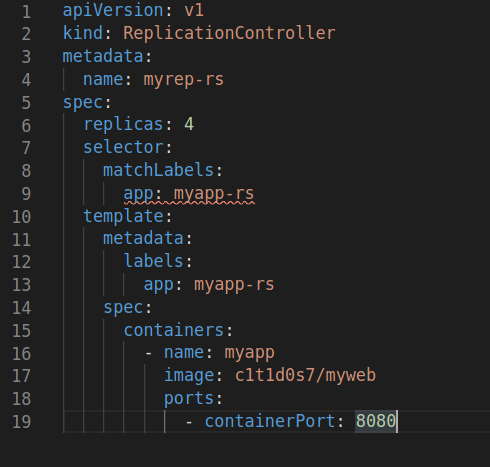 1 apiVersion: v1
2 kind: ReplicationController
3 metadata:
4   name: myrep-rs
5 spec:
6   replicas: 4
7   selector:
8     matchLabels:
9       app: myapp-rs
10   template:
11     metadata:
12       labels:
13         app: myapp-rs
14     spec:
15       containers:
16         - name: myapp
17           image: c1t1d0s7/myweb
18           ports:
19             - containerPort: 8080